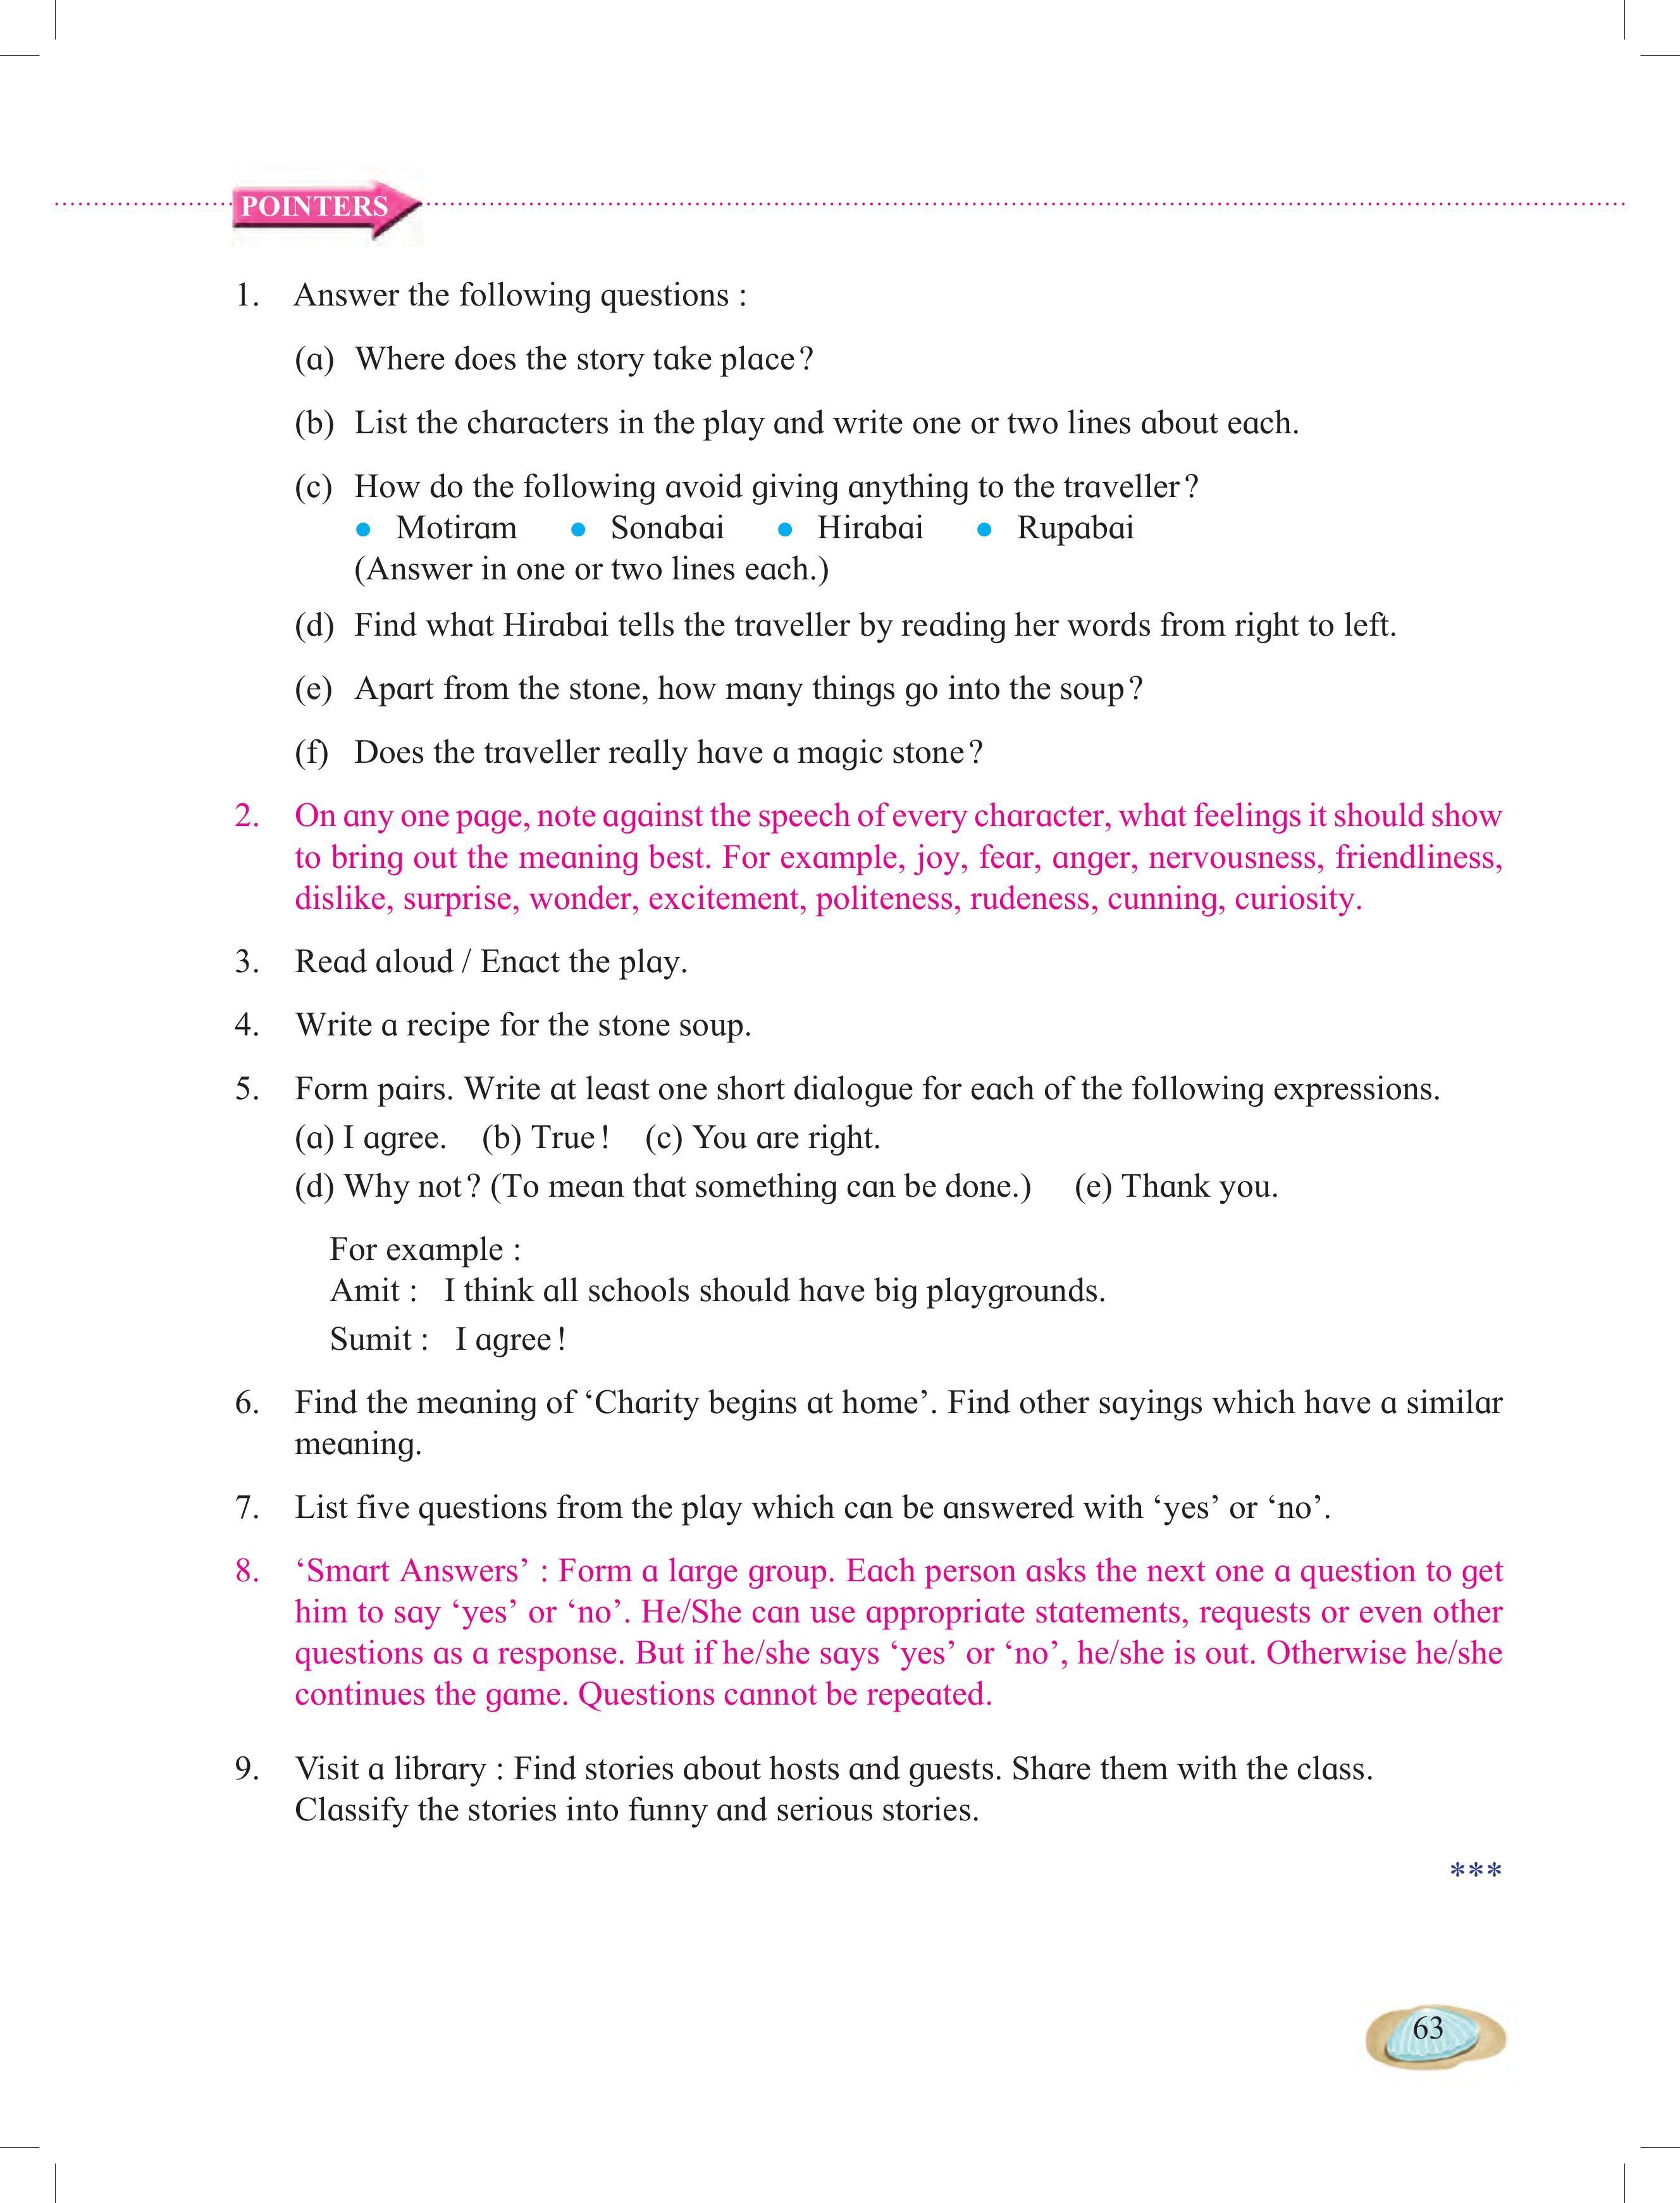 POINTERS
1. Answer the following questions :
(a) Where does the story take place?
(b) List the characters in the play and write one or two lines about each.
(c) How do the following avoid giving anything to the traveller?
• Motiram • Sonabai • Hirabai • Rupabai
(Answer in one or two lines each.)
(d) Find what Hirabai tells the traveller by reading her words from right to left.
(e) Apart from the stone, how many things go into the soup?
(f) Does the traveller really have a magic stone?
2. On any one page, note against the speech of every character, what feelings it should show
to bring out the meaning best. For example, joy, fear, anger, nervousness, friendliness,
dislike, surprise, wonder, excitement, politeness, rudeness, cunning, curiosity.
3. Read aloud / Enact the play.
4. Write a recipe for the stone soup.
5. Form pairs. Write at least one short dialogue for each of the following expressions.
(a) I agree. (b) True! (c) You are right.
(d) Why not? (To mean that something can be done.) (e) Thank you.
For example :
Amit : I think all schools should have big playgrounds.
Sumit : I agree!
6. Find the meaning of ‘Charity begins at home’. Find other sayings which have a similar
meaning.
7. List five questions from the play which can be answered with ‘yes’ or ‘no’.
8. ‘Smart Answers’ : Form a large group. Each person asks the next one a question to get
him to say ‘yes’ or ‘no’. He/She can use appropriate statements, requests or even other
questions as a response. But if he/she says ‘yes’ or ‘no’, he/she is out. Otherwise he/she
continues the game. Questions cannot be repeated.
9. Visit a library : Find stories about hosts and guests. Share them with the class.
Classify the stories into funny and serious stories.
***
63